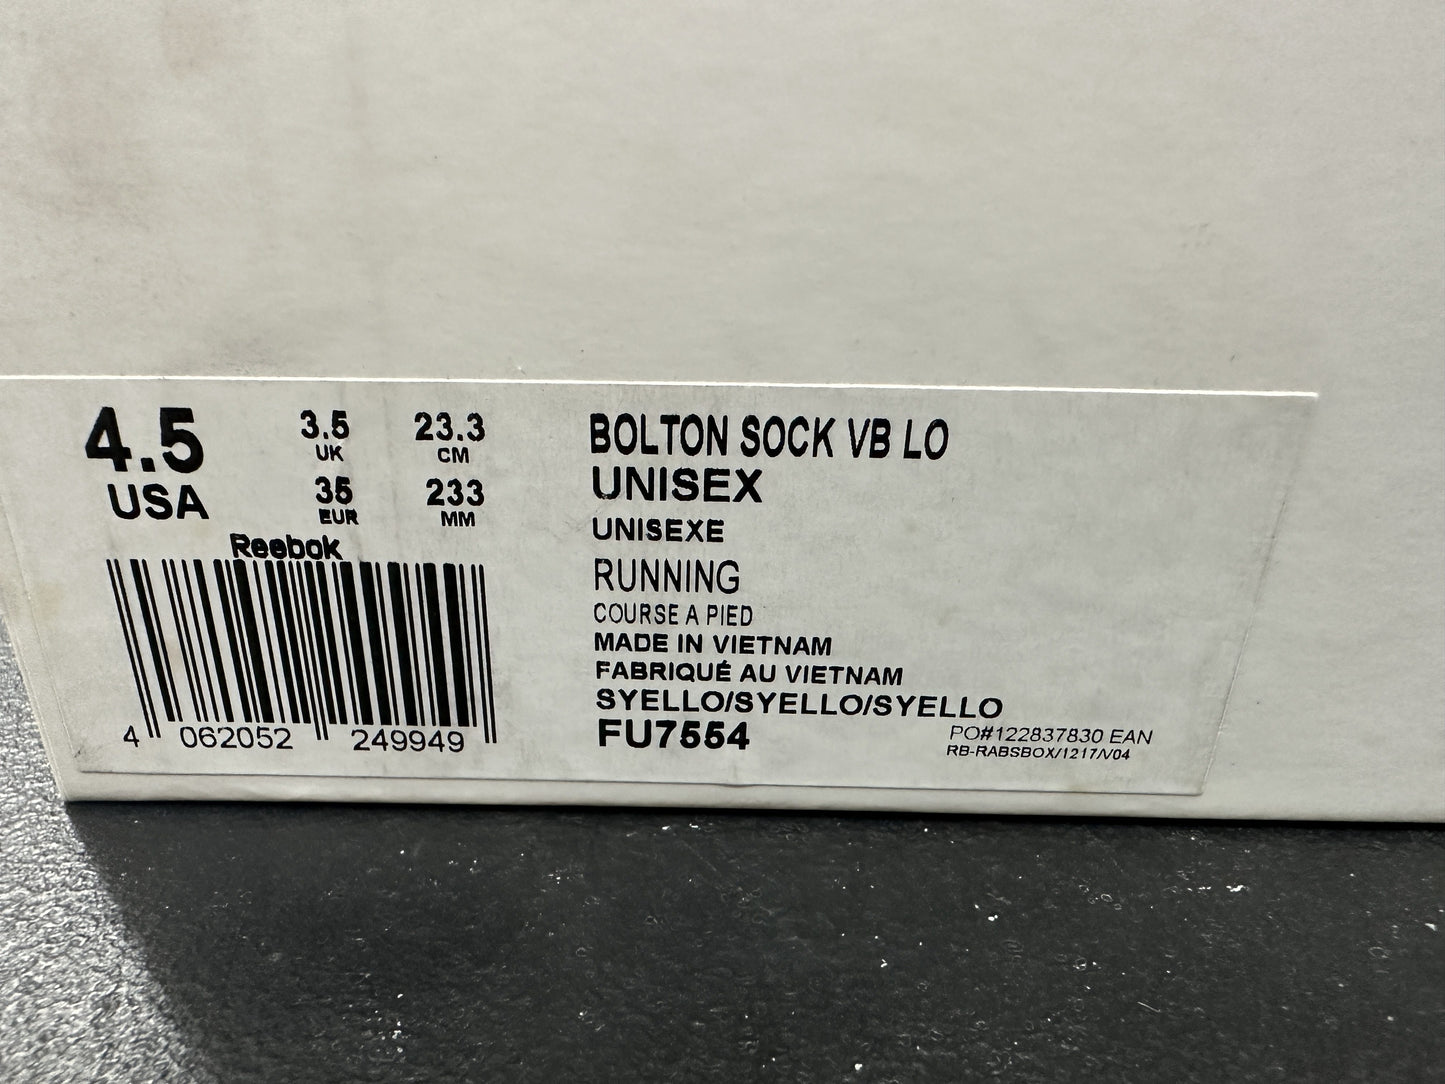 4.5
USA
3.5
UK
23.3
CM
35
EUR
233
MM
Reebok
4 062052 249949
BOLTON SOCK VB LO
UNISEX
UNISEXE
RUNNING
COURSE A PIED
MADE IN VIETNAM
FABRIQUÉ AU VIETNAM
SYELLO/SYELLO/SYELLO
FU7554
PO#122837830 EAN
RB-RABSBOX/1217/V04